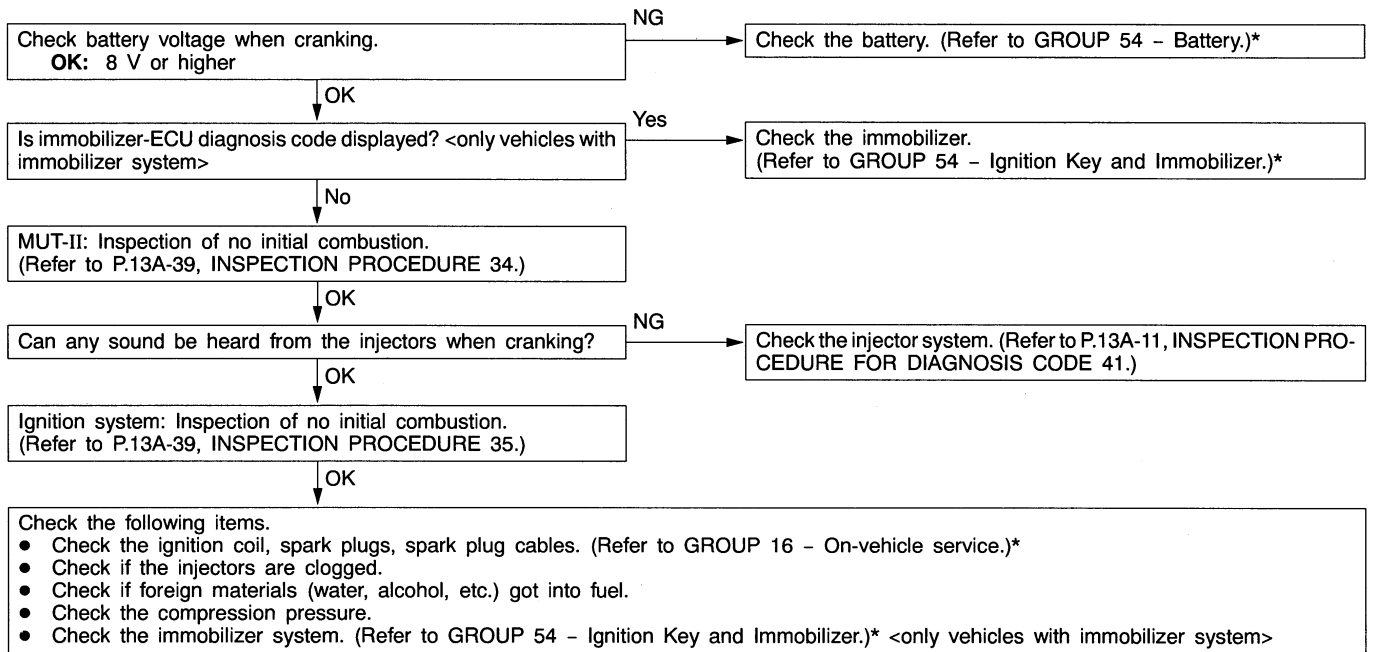 NG
Check battery voltage when cranking.
OK: 8 V or higher
Check the battery. (Refer to GROUP 54 – Battery.)*
OK
Is immobilizer-ECU diagnosis code displayed? <only vehicles with
immobilizer system>
Yes
Check the immobilizer.
(Refer to GROUP 54 – Ignition Key and Immobilizer.)*
No
MUT-II: Inspection of no initial combustion.
(Refer to P.13A-39, INSPECTION PROCEDURE 34.)
OK
Can any sound be heard from the injectors when cranking?
NG
Check the injector system. (Refer to P.13A-11, INSPECTION PRO-
CEDURE FOR DIAGNOSIS CODE 41.)
OK
Ignition system: Inspection of no initial combustion.
(Refer to P.13A-39, INSPECTION PROCEDURE 35.)
OK
Check the following items.
● Check the ignition coil, spark plugs, spark plug cables. (Refer to GROUP 16 – On-vehicle service.)*
● Check if the injectors are clogged.
● Check if foreign materials (water, alcohol, etc.) got into fuel.
● Check the compression pressure.
● Check the immobilizer system. (Refer to GROUP 54 – Ignition Key and Immobilizer.)* <only vehicles with immobilizer system>